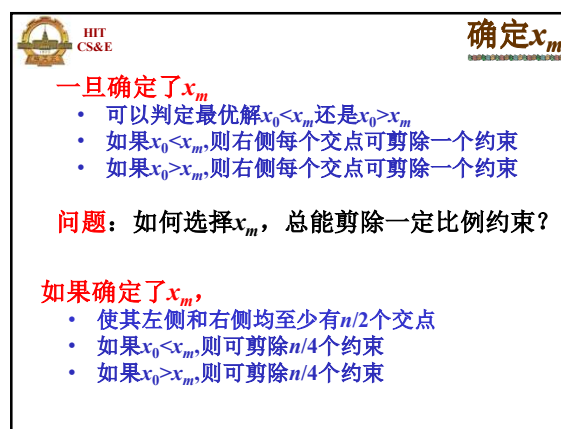 HIT
CS&E
确定xm
一旦确定了xm
• 可以判定最优解x0<xm还是x0>xm
• 如果x0<xm,则右侧每个交点可剪除一个约束
• 如果x0>xm,则右侧每个交点可剪除一个约束
问题：如何选择xm，总能剪除一定比例约束？
如果确定了xm，
• 使其左侧和右侧均至少有n/2个交点
• 如果x0<xm,则可剪除n/4个约束
• 如果x0>xm,则可剪除n/4个约束